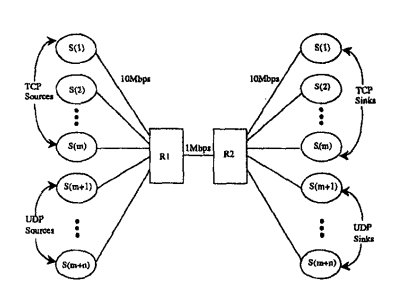 S(1)
S(1)
10Mbps
10Mbps
TCP
Sources
S(2)
S(2)
TCP
Sinks
S(m)
R1
1Mbps
R2
S(m)
S(m+1)
S(m+1)
UDP
Sources
UDP
Sinks
S(m+n)
S(m+n)